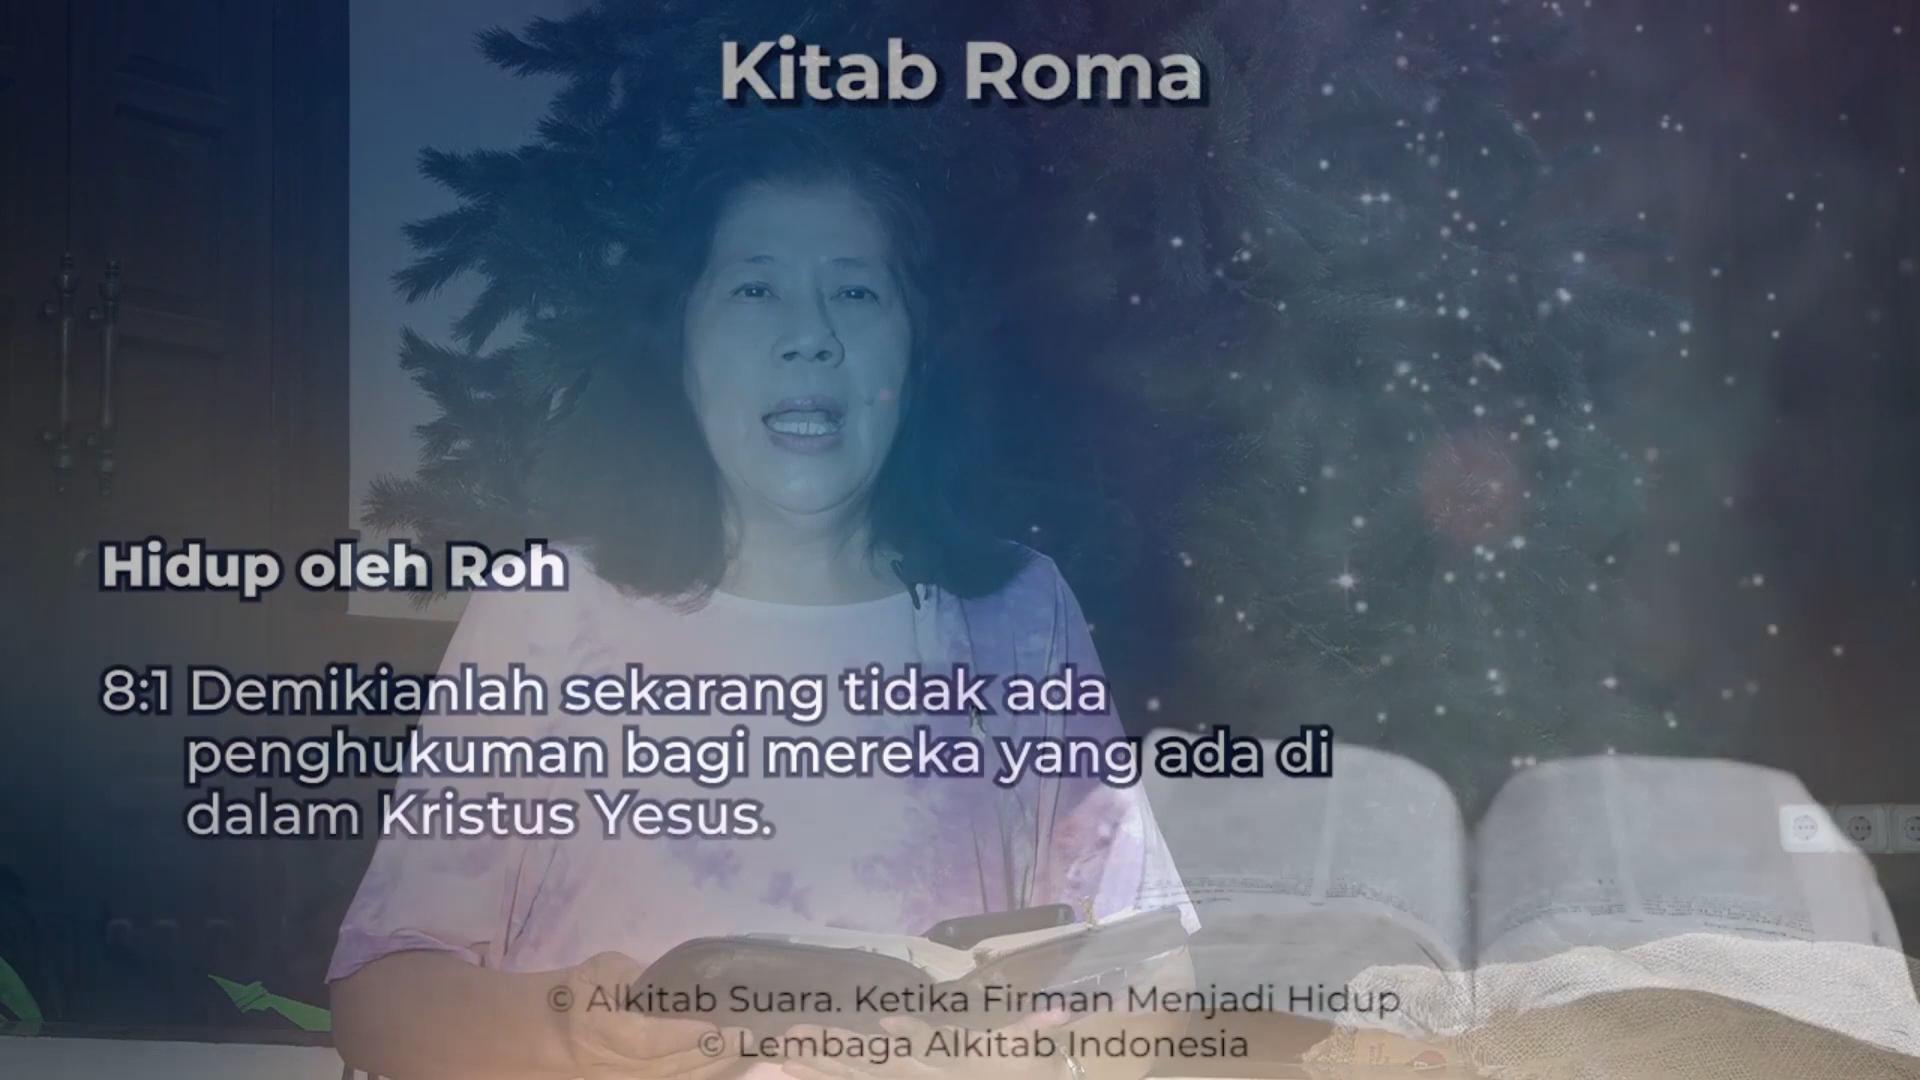 Kitab Roma
Hidup oleh Roh
8:1 Demikianlah sekarang tidak ada
penghukuman bagi mereka yang ada di
dalam Kristus Yesus.
© Alkitab Suara. Ketika Firman Menjadi Hidup
© Lembaga Alkitab Indonesia